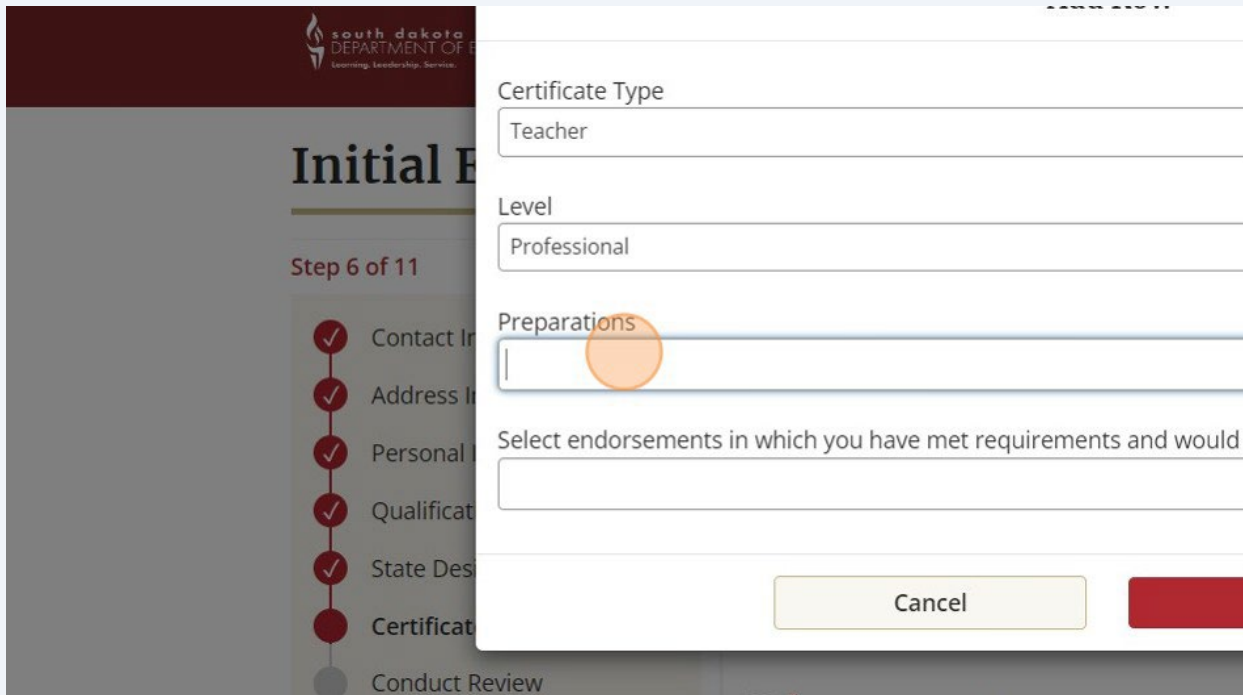 south dakota
DEPARTMENT OF E
Learning. Leadership. Service.
Certificate Type
Teacher
Initial E
Level
Professional
Step 6 of 11
Preparations
Contact In
Address In
Personal I
Select endorsements in which you have met requirements and would
Qualificat
State Desi
Cancel
Certificat
Conduct Review